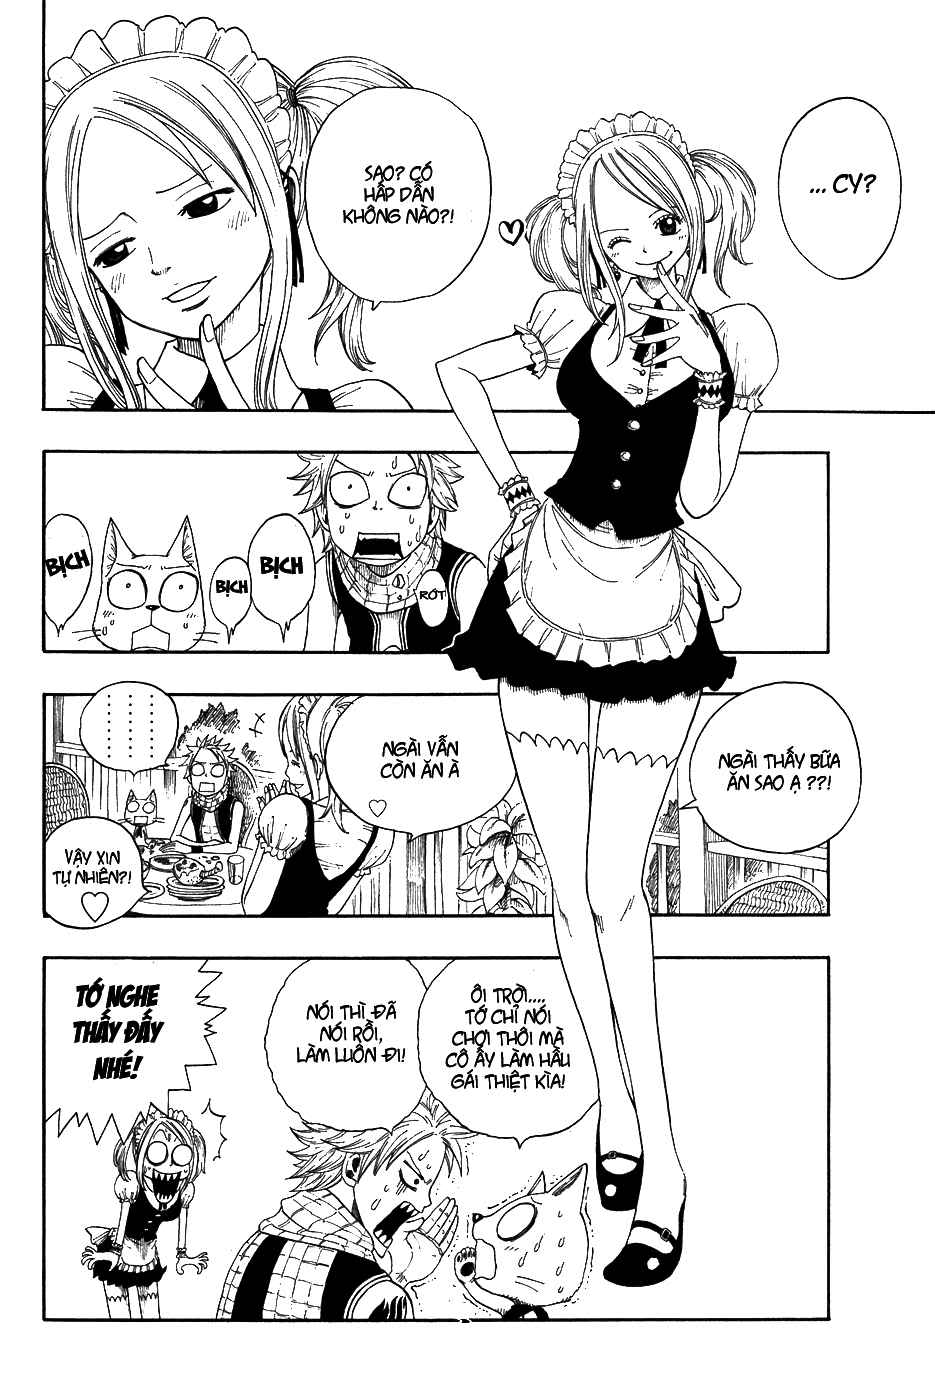 ... CY?
SAO? CÓ
HẤP DẪN
KHÔNG NÀO?!
BỊCH
BỊCH
BỊCH
RỚT
NGÀI THẤY BỮA
ĂN SAO Ạ ??!
NGÀI VẪN
CÒN ĂN À
VẬY XIN
TỰ NHIÊN?!
ÔI TRỜI....
TỚ CHỈ NÓI
CHƠI THÔI MÀ
CÔ ẤY LÀM HẦU
GÁI THIỆT KÌA!
NÓI THÌ ĐÃ
NÓI RỒI,
LÀM LUÔN ĐI!
TỚ NGHE
THẤY ĐẤY
NHÉ!